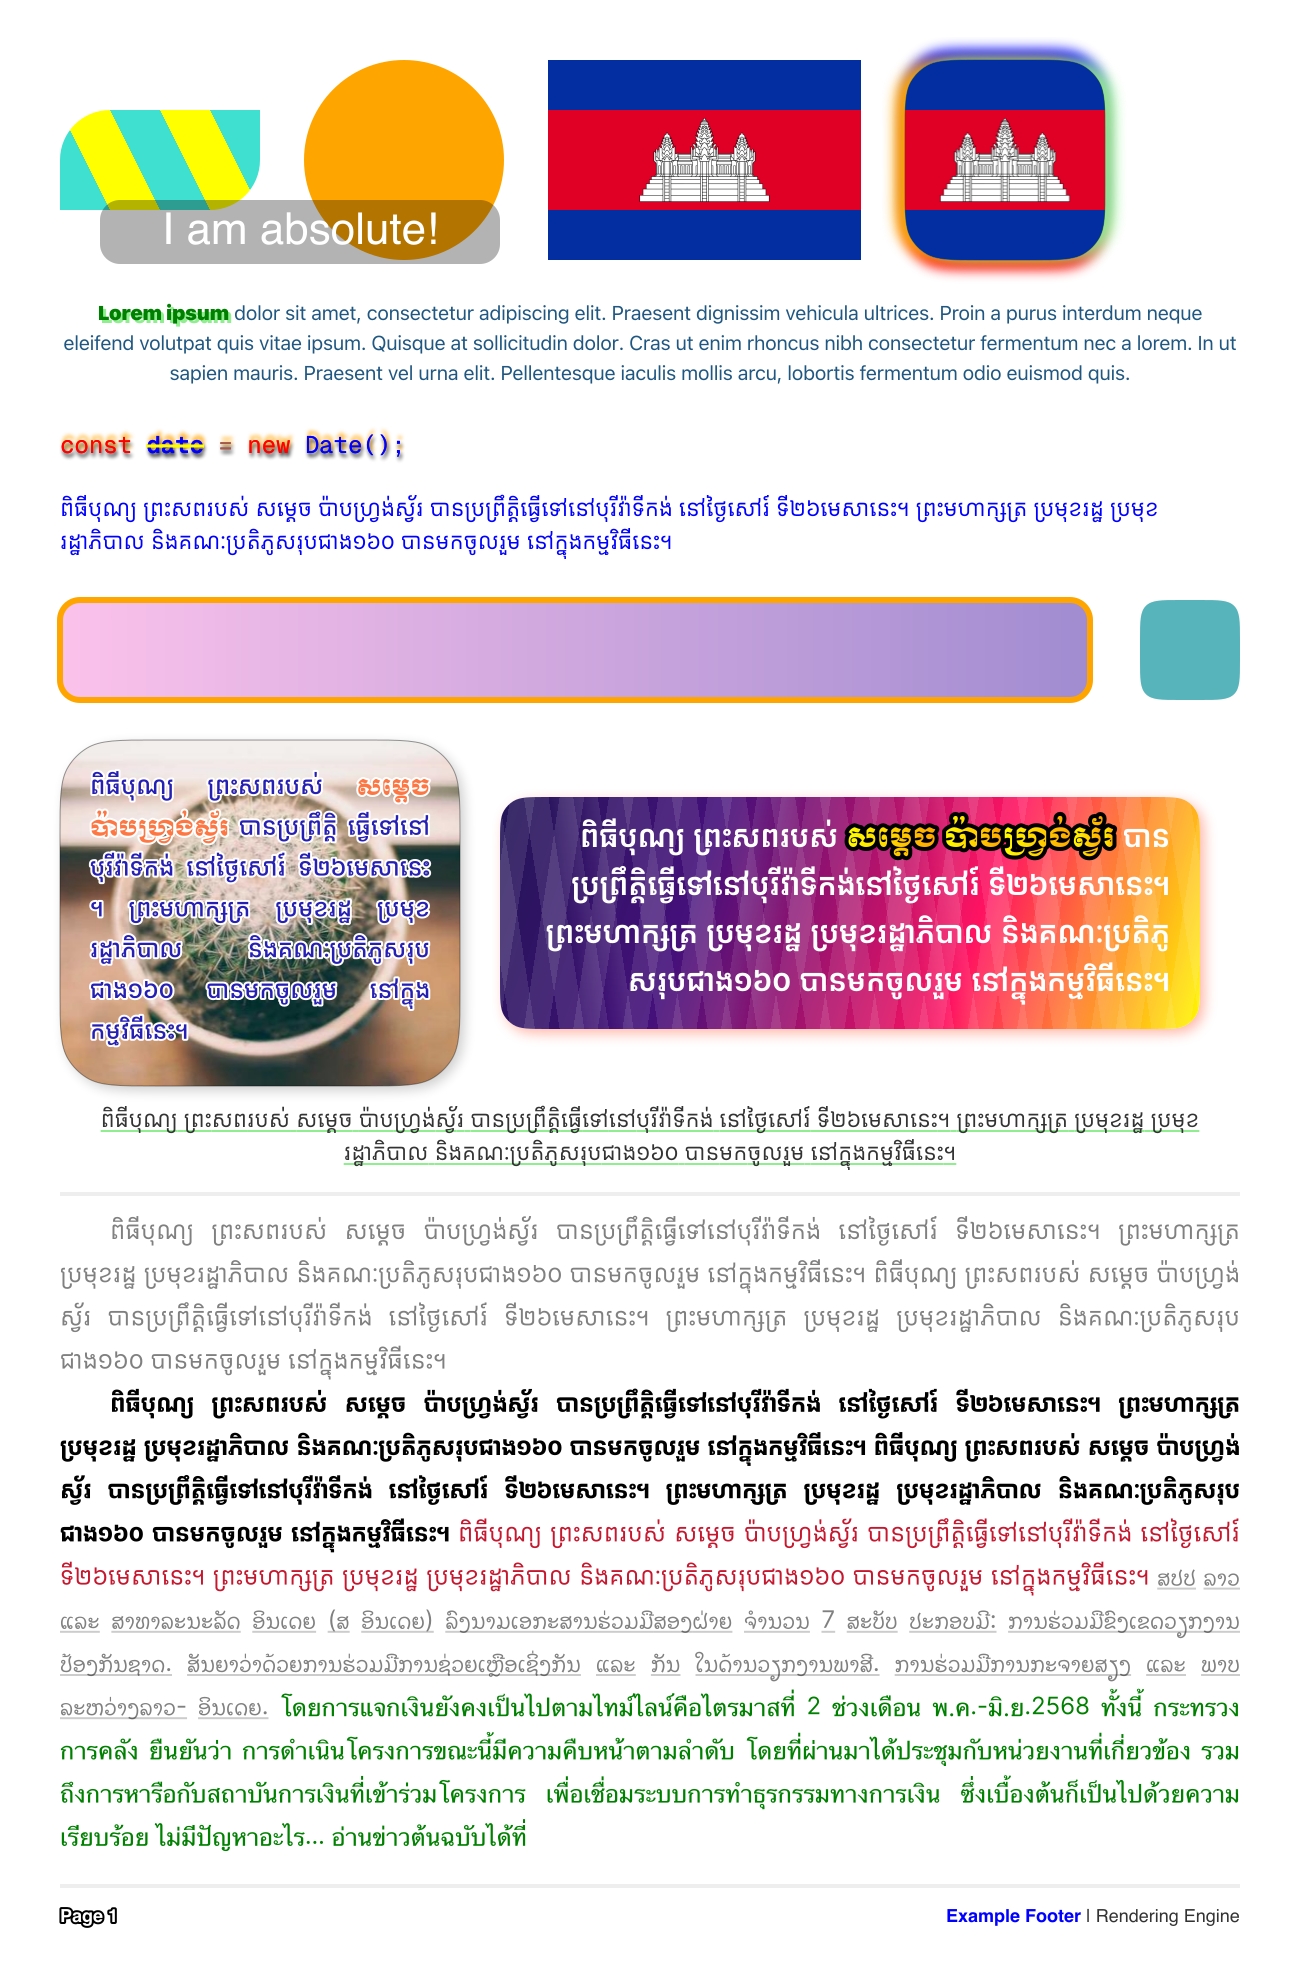 I am absolute!
Lorem ipsum dolor sit amet, consectetur adipiscing elit. Praesent dignissim vehicula ultrices. Proin a purus interdum neque
eleifend volutpat quis vitae ipsum. Quisque at sollicitudin dolor. Cras ut enim rhoncus nibh consectetur fermentum nec a lorem. In ut
sapien mauris. Praesent vel urna elit. Pellentesque iaculis mollis arcu, lobortis fermentum odio euismod quis.
const date = new Date();
ពិធីបុណ្យ ព្រះសពរបស់ សម្តេច ប៉ាបហ្វ្រង់ស្វ័រ បានប្រព្រឹត្តិធ្វើទៅនៅបុរីវ៉ាទីកង់ នៅថ្ងៃសៅរ៍ ទី២៦មេសានេះ។ ព្រះមហាក្សត្រ ប្រមុខរដ្ឋ ប្រមុខ
រដ្ឋាភិបាល និងគណៈប្រតិភូសរុបជាង១៦០ បានមកចូលរួម នៅក្នុងកម្មវិធីនេះ។
ពិធីបុណ្យ ព្រះសពរបស់ សម្តេច
ប៉ាបហ្វ្រង់ស្វ័រ បានប្រព្រឹត្តិ ធ្វើទៅនៅ
បុរីវ៉ាទីកង់ នៅថ្ងៃសៅរ៍ ទី២៦មេសានេះ
។ ព្រះមហាក្សត្រ ប្រមុខរដ្ឋ ប្រមុខ
រដ្ឋាភិបាល និងគណៈប្រតិភូសរុប
ជាង១៦០ បានមកចូលរួម នៅក្នុង
កម្មវិធីនេះ។
ពិធីបុណ្យ ព្រះសពរបស់ សម្តេច ប៉ាបហ្វ្រង់ស្វ័រ បាន
ប្រព្រឹត្តិធ្វើទៅនៅបុរីវ៉ាទីកង់នៅថ្ងៃសៅរ៍ ទី២៦មេសានេះ។
ព្រះមហាក្សត្រ ប្រមុខរដ្ឋ ប្រមុខរដ្ឋាភិបាល និងគណៈប្រតិភូ
សរុបជាង១៦០ បានមកចូលរួម នៅក្នុងកម្មវិធីនេះ។
ពិធីបុណ្យ ព្រះសពរបស់ សម្តេច ប៉ាបហ្វ្រង់ស្វ័រ បានប្រព្រឹត្តិធ្វើទៅនៅបុរីវ៉ាទីកង់ នៅថ្ងៃសៅរ៍ ទី២៦មេសានេះ។ ព្រះមហាក្សត្រ ប្រមុខរដ្ឋ ប្រមុខ
រដ្ឋាភិបាល និងគណៈប្រតិភូសរុបជាង១៦០ បានមកចូលរួម នៅក្នុងកម្មវិធីនេះ។
ពិធីបុណ្យ ព្រះសពរបស់ សម្តេច ប៉ាបហ្វ្រង់ស្វ័រ បានប្រព្រឹត្តិធ្វើទៅនៅបុរីវ៉ាទីកង់ នៅថ្ងៃសៅរ៍ ទី២៦មេសានេះ។ ព្រះមហាក្សត្រ
ប្រមុខរដ្ឋ ប្រមុខរដ្ឋាភិបាល និងគណៈប្រតិភូសរុបជាង១៦០ បានមកចូលរួម នៅក្នុងកម្មវិធីនេះ។ ពិធីបុណ្យ ព្រះសពរបស់ សម្តេច ប៉ាបហ្វ្រង់
ស្វ័រ បានប្រព្រឹត្តិធ្វើទៅនៅបុរីវ៉ាទីកង់ នៅថ្ងៃសៅរ៍ ទី២៦មេសានេះ។ ព្រះមហាក្សត្រ ប្រមុខរដ្ឋ ប្រមុខរដ្ឋាភិបាល និងគណៈប្រតិភូសរុប
ជាង១៦០ បានមកចូលរួម នៅក្នុងកម្មវិធីនេះ។
ពិធីបុណ្យ ព្រះសពរបស់ សម្តេច ប៉ាបហ្វ្រង់ស្វ័រ បានប្រព្រឹត្តិធ្វើទៅនៅបុរីវ៉ាទីកង់ នៅថ្ងៃសៅរ៍ ទី២៦មេសានេះ។ ព្រះមហាក្សត្រ
ប្រមុខរដ្ឋ ប្រមុខរដ្ឋាភិបាល និងគណៈប្រតិភូសរុបជាង១៦០ បានមកចូលរួម នៅក្នុងកម្មវិធីនេះ។ ពិធីបុណ្យ ព្រះសពរបស់ សម្តេច ប៉ាបហ្វ្រង់
ស្វ័រ បានប្រព្រឹត្តិធ្វើទៅនៅបុរីវ៉ាទីកង់ នៅថ្ងៃសៅរ៍ ទី២៦មេសានេះ។ ព្រះមហាក្សត្រ ប្រមុខរដ្ឋ ប្រមុខរដ្ឋាភិបាល និងគណៈប្រតិភូសរុប
ជាង១៦០ បានមកចូលរួម នៅក្នុងកម្មវិធីនេះ។ ពិធីបុណ្យ ព្រះសពរបស់ សម្តេច ប៉ាបហ្វ្រង់ស្វ័រ បានប្រព្រឹត្តិធ្វើទៅនៅបុរីវ៉ាទីកង់ នៅថ្ងៃសៅរ៍
ទី២៦មេសានេះ។ ព្រះមហាក្សត្រ ប្រមុខរដ្ឋ ប្រមុខរដ្ឋាភិបាល និងគណៈប្រតិភូសរុបជាង១៦០ បានមកចូលរួម នៅក្នុងកម្មវិធីនេះ។ ສປປ ລາວ
ແລະ ສາທາລະນະລັດ ອິນເດຍ (ສ ອິນເດຍ) ລົງນາມເອກະສານຮ່ວມມືສອງຝ່າຍ ຈໍານວນ 7 ສະບັບ ປະກອບມີ: ການຮ່ວມມືຂົງເຂດວຽກງານ
ປ້ອງກັນຊາດ. ສັນຍາວ່າດ້ວຍການຮ່ວມມືການຊ່ວຍເຫຼືອເຊິ່ງກັນ ແລະ ກັນ ໃນດ້ານວຽກງານພາສີ. ການຮ່ວມມືການກະຈາຍສຽງ ແລະ ພາບ
ລະຫວ່າງລາວ- ອິນເດຍ. โดยการแจกเงินยังคงเป็นไปตามไทม์ไลน์คือไตรมาสที่ 2 ช่วงเดือน พ.ค.-มิ.ย.2568 ทั้งนี้ กระทรวง
การคลัง ยืนยันว่า การดำเนินโครงการขณะนี้มีความคืบหน้าตามลำดับ โดยที่ผ่านมาได้ประชุมกับหน่วยงานที่เกี่ยวข้อง รวม
ถึงการหารือกับสถาบันการเงินที่เข้าร่วมโครงการ เพื่อเชื่อมระบบการทำธุรกรรมทางการเงิน ซึ่งเบื้องต้นก็เป็นไปด้วยความ
เรียบร้อย ไม่มีปัญหาอะไร... อ่านข่าวต้นฉบับได้ที่
Page 1
Example Footer | Rendering Engine